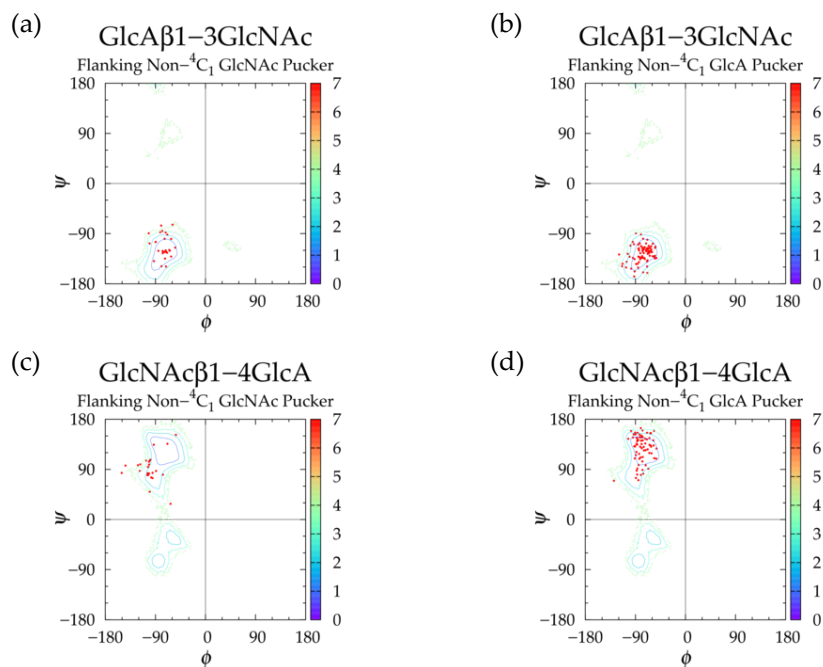 (a)
GlcAβ1−3GlcNAc
Flanking Non−⁴C₁ GlcNAc Pucker
180
90
0
−90
−180
ψ
−180 −90 0 90 180
ϕ
7
6
5
4
3
2
1
0
(b)
GlcAβ1−3GlcNAc
Flanking Non−⁴C₁ GlcA Pucker
180
90
0
−90
−180
ψ
−180 −90 0 90 180
ϕ
7
6
5
4
3
2
1
0
(c)
GlcNAcβ1−4GlcA
Flanking Non−⁴C₁ GlcNAc Pucker
180
90
0
−90
−180
ψ
−180 −90 0 90 180
ϕ
7
6
5
4
3
2
1
0
(d)
GlcNAcβ1−4GlcA
Flanking Non−⁴C₁ GlcA Pucker
180
90
0
−90
−180
ψ
−180 −90 0 90 180
ϕ
7
6
5
4
3
2
1
0